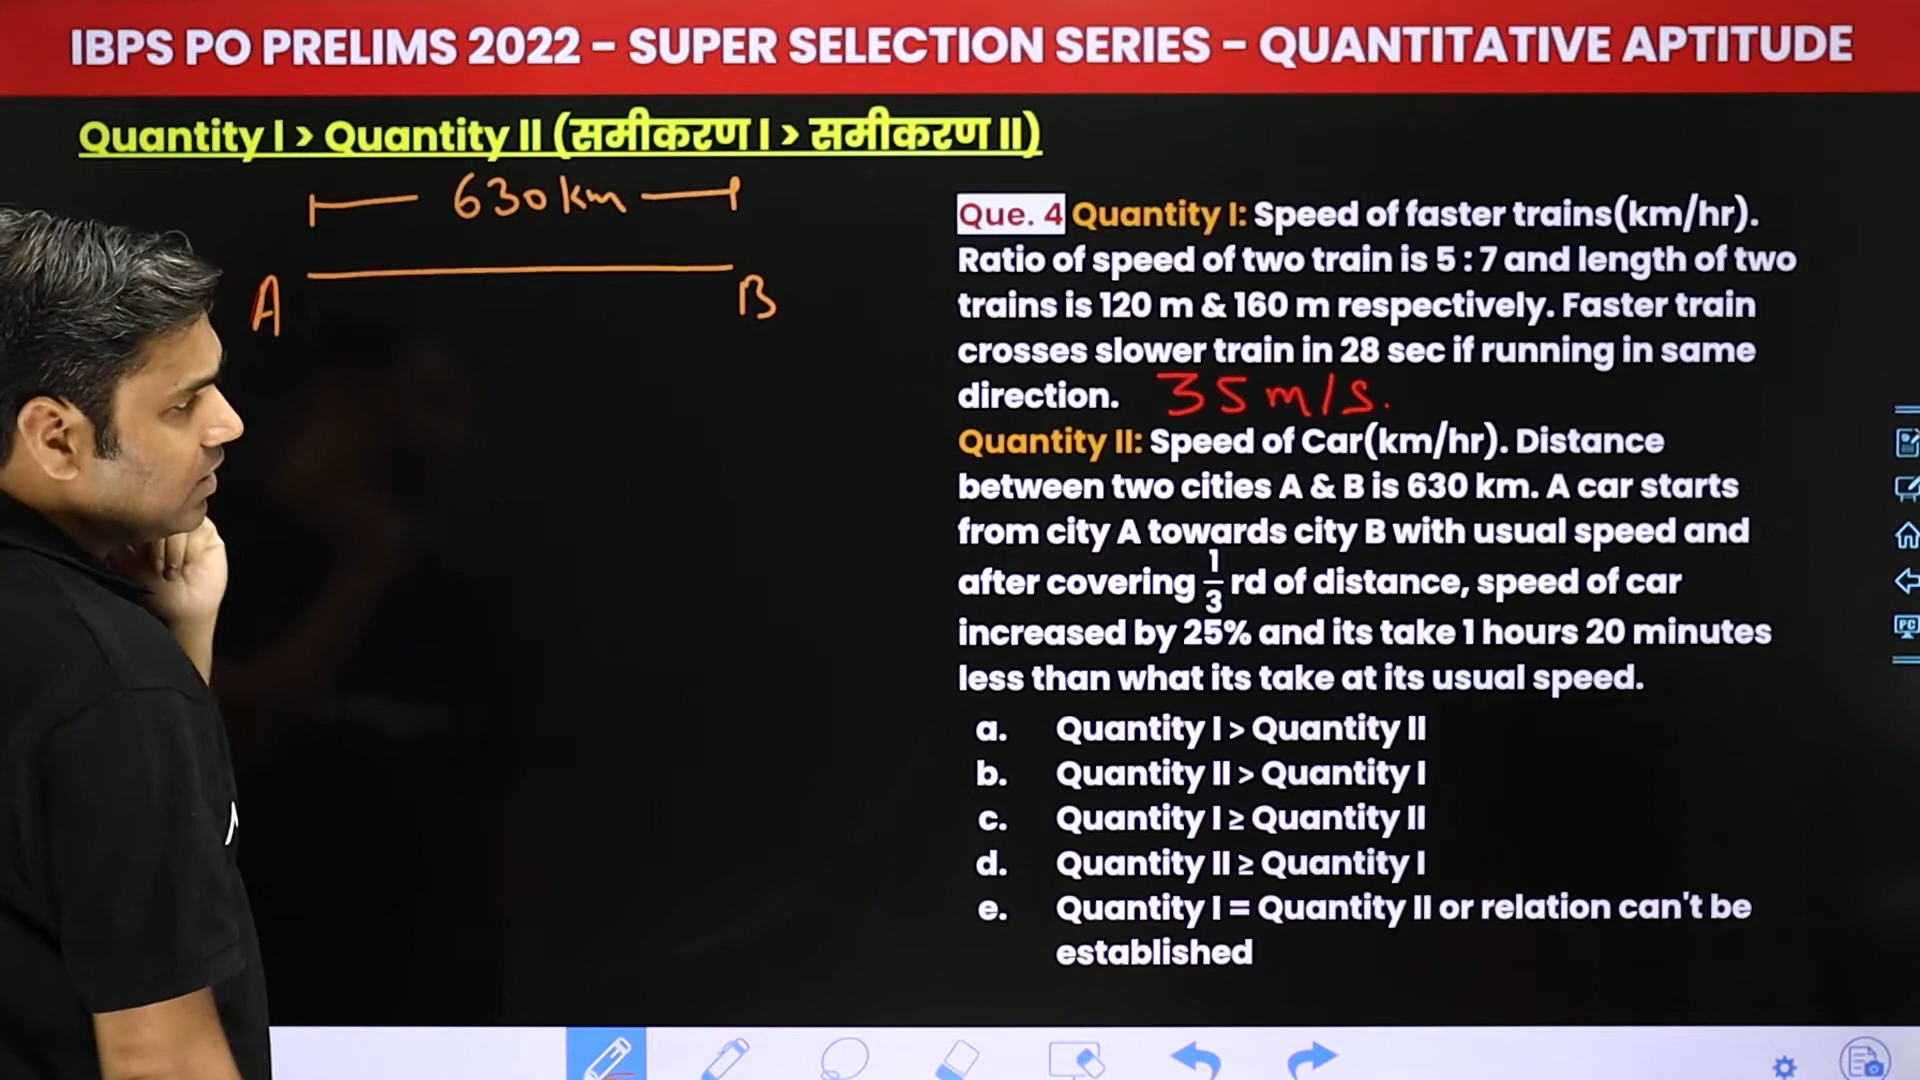 IBPS PO PRELIMS 2022 - SUPER SELECTION SERIES - QUANTITATIVE APTITUDE
Quantity I > Quantity II (समीकरण I > समीकरण II)
630 km
A
B
Que. 4 Quantity I: Speed of faster trains(km/hr).
Ratio of speed of two train is 5 : 7 and length of two
trains is 120 m & 160 m respectively. Faster train
crosses slower train in 28 sec if running in same
direction. 35 m/s.
Quantity II: Speed of Car(km/hr). Distance
between two cities A & B is 630 km. A car starts
from city A towards city B with usual speed and
after covering 1/3 rd of distance, speed of car
increased by 25% and its take 1 hours 20 minutes
less than what its take at its usual speed.
a. Quantity I > Quantity II
b. Quantity II > Quantity I
c. Quantity I ≥ Quantity II
d. Quantity II ≥ Quantity I
e. Quantity I = Quantity II or relation can't be
established
PC